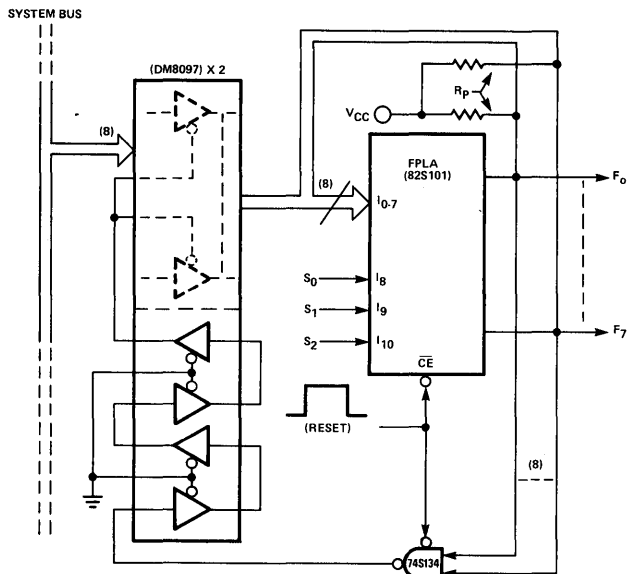 SYSTEM BUS
(DM8097) X 2
(8)
VCC
RP
FPLA
(82S101)
(8)
I0-7
F0
S0
I8
S1
I9
S2
I10
F7
CE
(RESET)
(8)
74S134